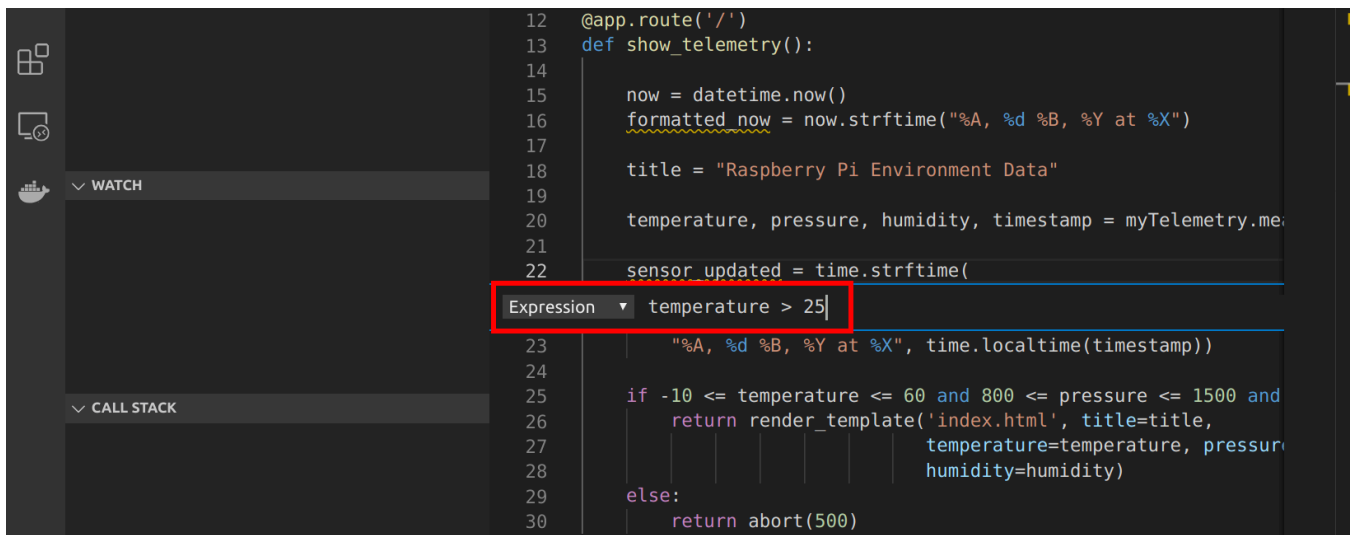 12 @app.route('/')
13 def show_telemetry():
14
15 now = datetime.now()
16 formatted_now = now.strftime("%A, %d %B, %Y at %X")
17
18 title = "Raspberry Pi Environment Data"
19
20 temperature, pressure, humidity, timestamp = myTelemetry.mea
21
22 sensor_updated = time.strftime(
Expression ▼ temperature > 25
23 "%A, %d %B, %Y at %X", time.localtime(timestamp))
24
25 if -10 <= temperature <= 60 and 800 <= pressure <= 1500 and
26 return render_template('index.html', title=title,
27 temperature=temperature, pressur
28 humidity=humidity)
29 else:
30 return abort(500)
WATCH
CALL STACK